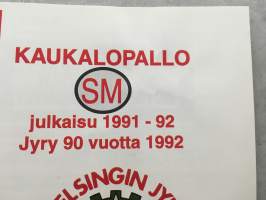 KAUKALOPALLO
SM
julkaisu 1991 - 92
Jyry 90 vuotta 1992